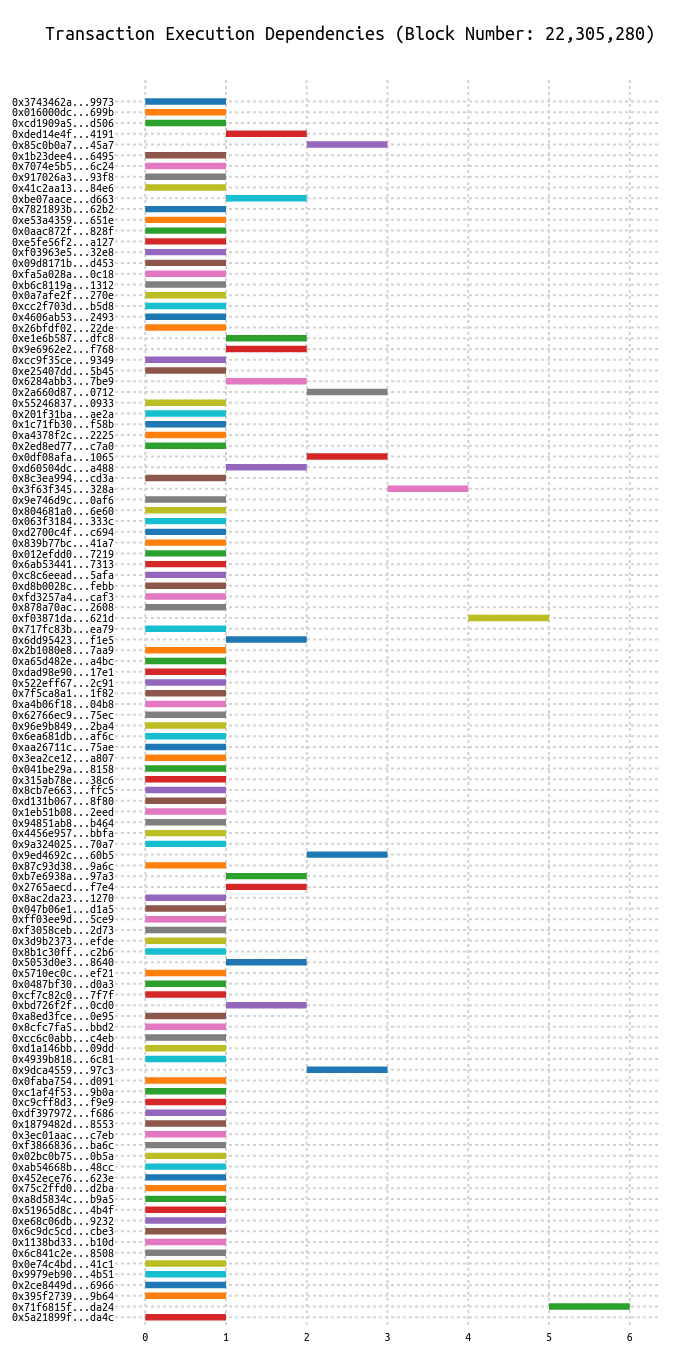 Transaction Execution Dependencies (Block Number: 22,305,280)
0x3743462a...9973
0x016000dc...699b
0xcd1909a5...d506
0xded14e4f...4191
0x85c0b0a7...45a7
0x1b23dee4...6495
0x7074e5b5...6c24
0x917026a3...93f8
0x41c2aa13...84e6
0xbe07aace...d663
0x7821893b...62b2
0xe53a4359...651e
0x0aac872f...828f
0xe5fe56f2...a127
0xf03963e5...32e8
0x09d8171b...d453
0xfa5a028a...0c18
0xb6c8119a...1312
0x0a7afe2f...270e
0xcc2f703d...b5d8
0x4606ab53...2493
0x26bfdf02...22de
0xe1e6b587...dfc8
0x9e6962e2...f768
0xcc9f35ce...9349
0xe25407dd...5b45
0x6284abb3...7be9
0x2a660d87...0712
0x55246837...0933
0x201f31ba...ae2a
0x1c71fb30...f58b
0xa4378f2c...2225
0x2ed8ed77...c7a0
0x0df08afa...1065
0xd60504dc...a488
0x8c3ea994...cd3a
0x3f63f345...328a
0x9e746d9c...0af6
0x804681a0...6e60
0x063f3184...333c
0xd2700c4f...c694
0x839b77bc...41a7
0x012efdd0...7219
0x6ab53441...7313
0xc8c6eead...5afa
0xd8b0028c...febb
0xfd3257a4...caf3
0x878a70ac...2608
0xf03871da...621d
0x717fc83b...ea79
0x6dd95423...f1e5
0x2b1080e8...7aa9
0xa65d482e...a4bc
0xdad98e90...17e1
0x522eff67...2c91
0x7f5ca8a1...1f82
0xa4b06f18...04b8
0x62766ec9...75ec
0x96e9b849...2ba4
0x6ea681db...af6c
0xaa26711c...75ae
0x3ea2ce12...a807
0x041be29a...8158
0x315ab78e...38c6
0x8cb7e663...ffc5
0xd131b067...8f80
0x1eb51b08...2eed
0x94851ab8...b464
0x4456e957...bbfa
0x9a324025...70a7
0x9ed4692c...60b5
0x87c93d38...9a6c
0xb7e6938a...97a3
0x2765aecd...f7e4
0x8ac2da23...1270
0x047b06e1...d1a5
0xff03ee9d...5ce9
0xf3058ceb...2d73
0x3d9b2373...efde
0x8b1c30ff...c2b6
0x5053d0e3...8640
0x5710ec0c...ef21
0x0487bf30...d0a3
0xcf7c82c0...7f7f
0xbd726f2f...0cd0
0xa8ed3fce...0e95
0x8cfc7fa5...bbd2
0xcc6c0abb...c4eb
0xd1a146bb...09dd
0x4939b818...6c81
0x9dca4559...97c3
0x0faba754...d091
0xc1af4f53...9b0a
0xc9cff8d3...f9e9
0xdf397972...f686
0x1879482d...8553
0x3ec01aac...c7eb
0xf3866836...ba6c
0x02bc0b75...0b5a
0xab54668b...48cc
0x452ece76...623e
0x75c2ffd0...d2ba
0xa8d5834c...b9a5
0x51965d8c...4b4f
0xe68c06db...9232
0x6c9dc5cd...cbe3
0x1138bd33...b10d
0x6c841c2e...8508
0x0e74c4bd...41c1
0x9979eb90...4b51
0x2ce8449d...6966
0x395f2739...9b64
0x71f6815f...da24
0x5a21899f...da4c
0 1 2 3 4 5 6